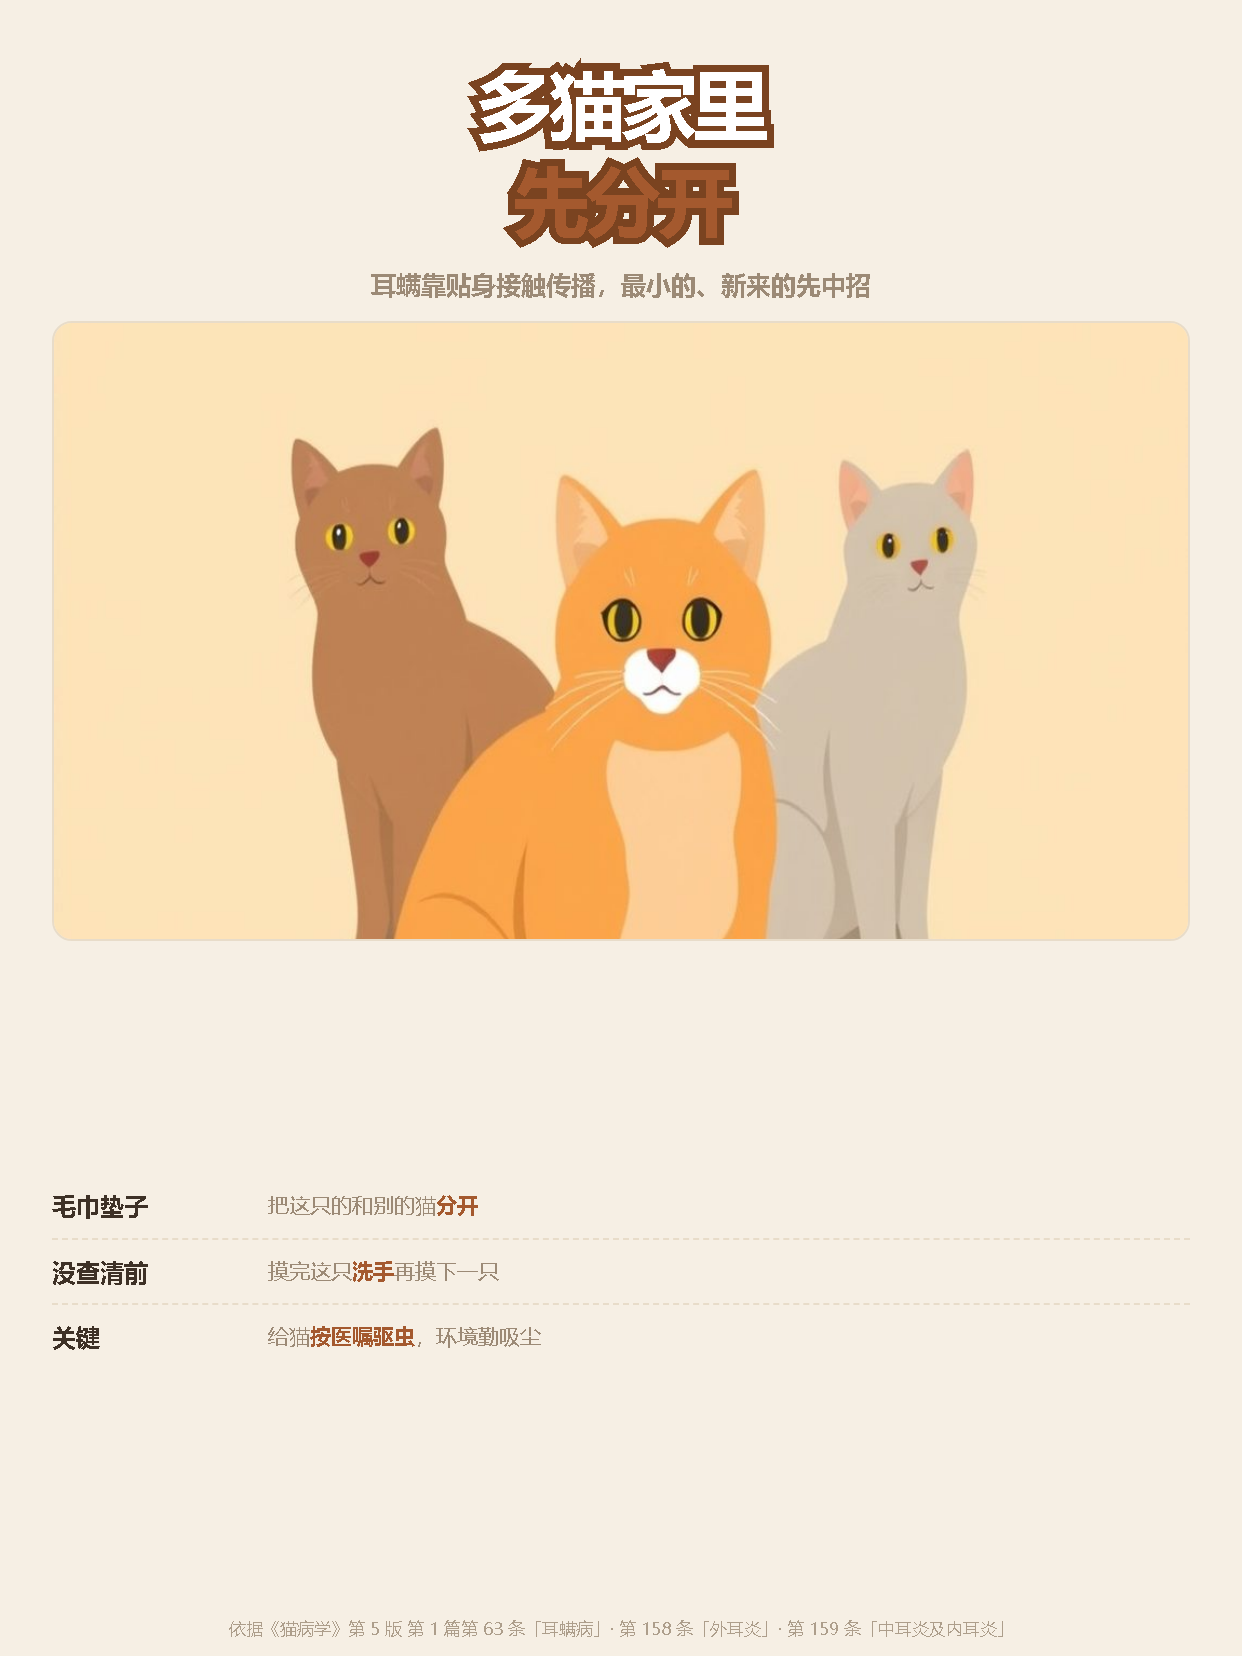 多猫家里
先分开
耳螨靠贴身接触传播，最小的、新来的先中招
毛巾垫子 把这只的和别的猫分开
没查清前 摸完这只洗手再摸下一只
关键 给猫按医嘱驱虫，环境勤吸尘
依据《猫病学》第 5 版 第 1 篇第 63 条「耳螨病」· 第 158 条「外耳炎」· 第 159 条「中耳炎及内耳炎」